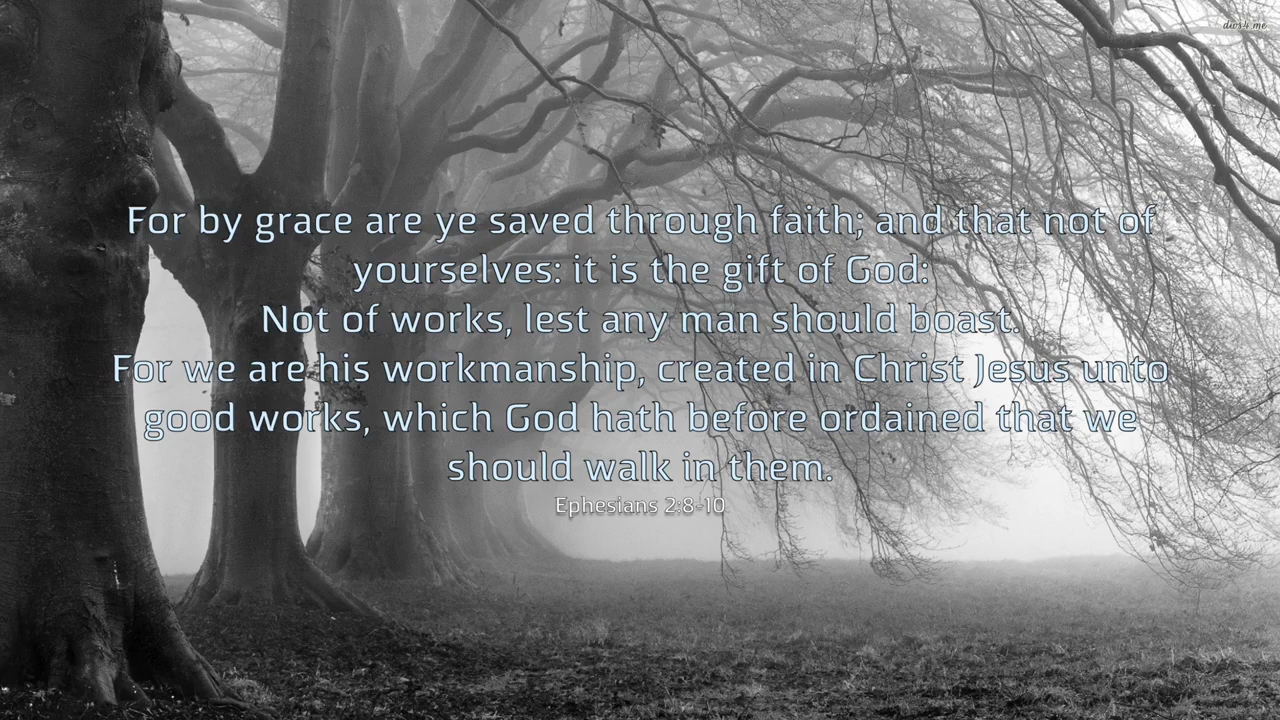 For by grace are ye saved through faith; and that not of
yourselves: it is the gift of God:
Not of works, lest any man should boast.
For we are his workmanship, created in Christ Jesus unto
good works, which God hath before ordained that we
should walk in them.
Ephesians 2:8-10